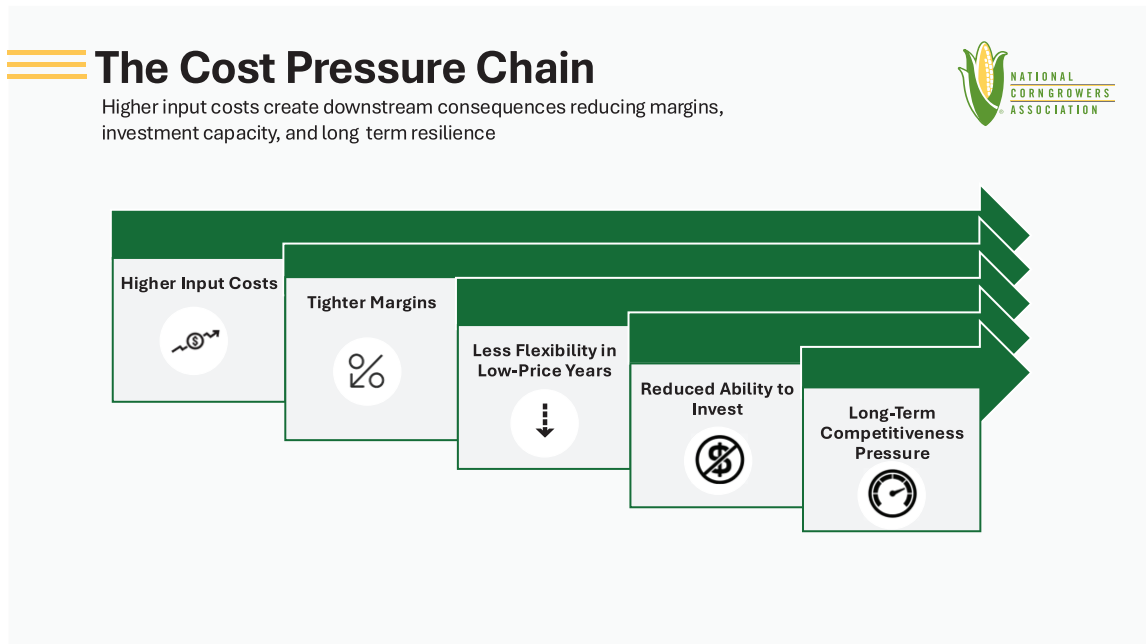 The Cost Pressure Chain
Higher input costs create downstream consequences reducing margins,
investment capacity, and long term resilience
NATIONAL
CORN GROWERS
ASSOCIATION
Higher Input Costs
Tighter Margins
Less Flexibility in
Low-Price Years
Reduced Ability to
Invest
Long-Term
Competitiveness
Pressure